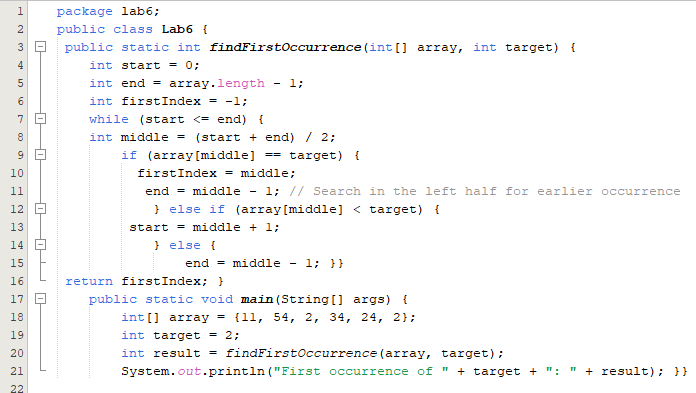 1 package lab6;
2 public class Lab6 {
3 public static int findFirstOccurrence(int[] array, int target) {
4 int start = 0;
5 int end = array.length - 1;
6 int firstIndex = -1;
7 while (start <= end) {
8 int middle = (start + end) / 2;
9 if (array[middle] == target) {
10 firstIndex = middle;
11 end = middle - 1; // Search in the left half for earlier occurrence
12 } else if (array[middle] < target) {
13 start = middle + 1;
14 } else {
15 end = middle - 1; }}
16 return firstIndex; }
17 public static void main(String[] args) {
18 int[] array = {11, 54, 2, 34, 24, 2};
19 int target = 2;
20 int result = findFirstOccurrence(array, target);
21 System.out.println("First occurrence of " + target + ": " + result); }}
22